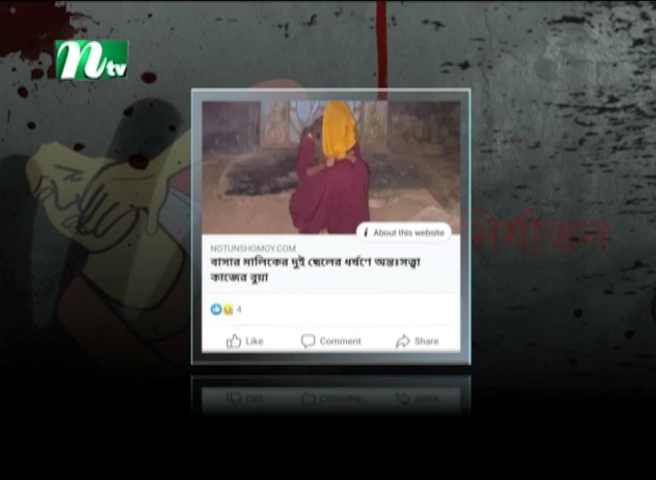 ntv
নির্যাতন
About this website
NOTUNSHOMOY.COM
বাসার মালিকের দুই ছেলের ধর্ষণে অন্তঃসত্ত্বা
কাজের বুয়া
4
Like Comment Share